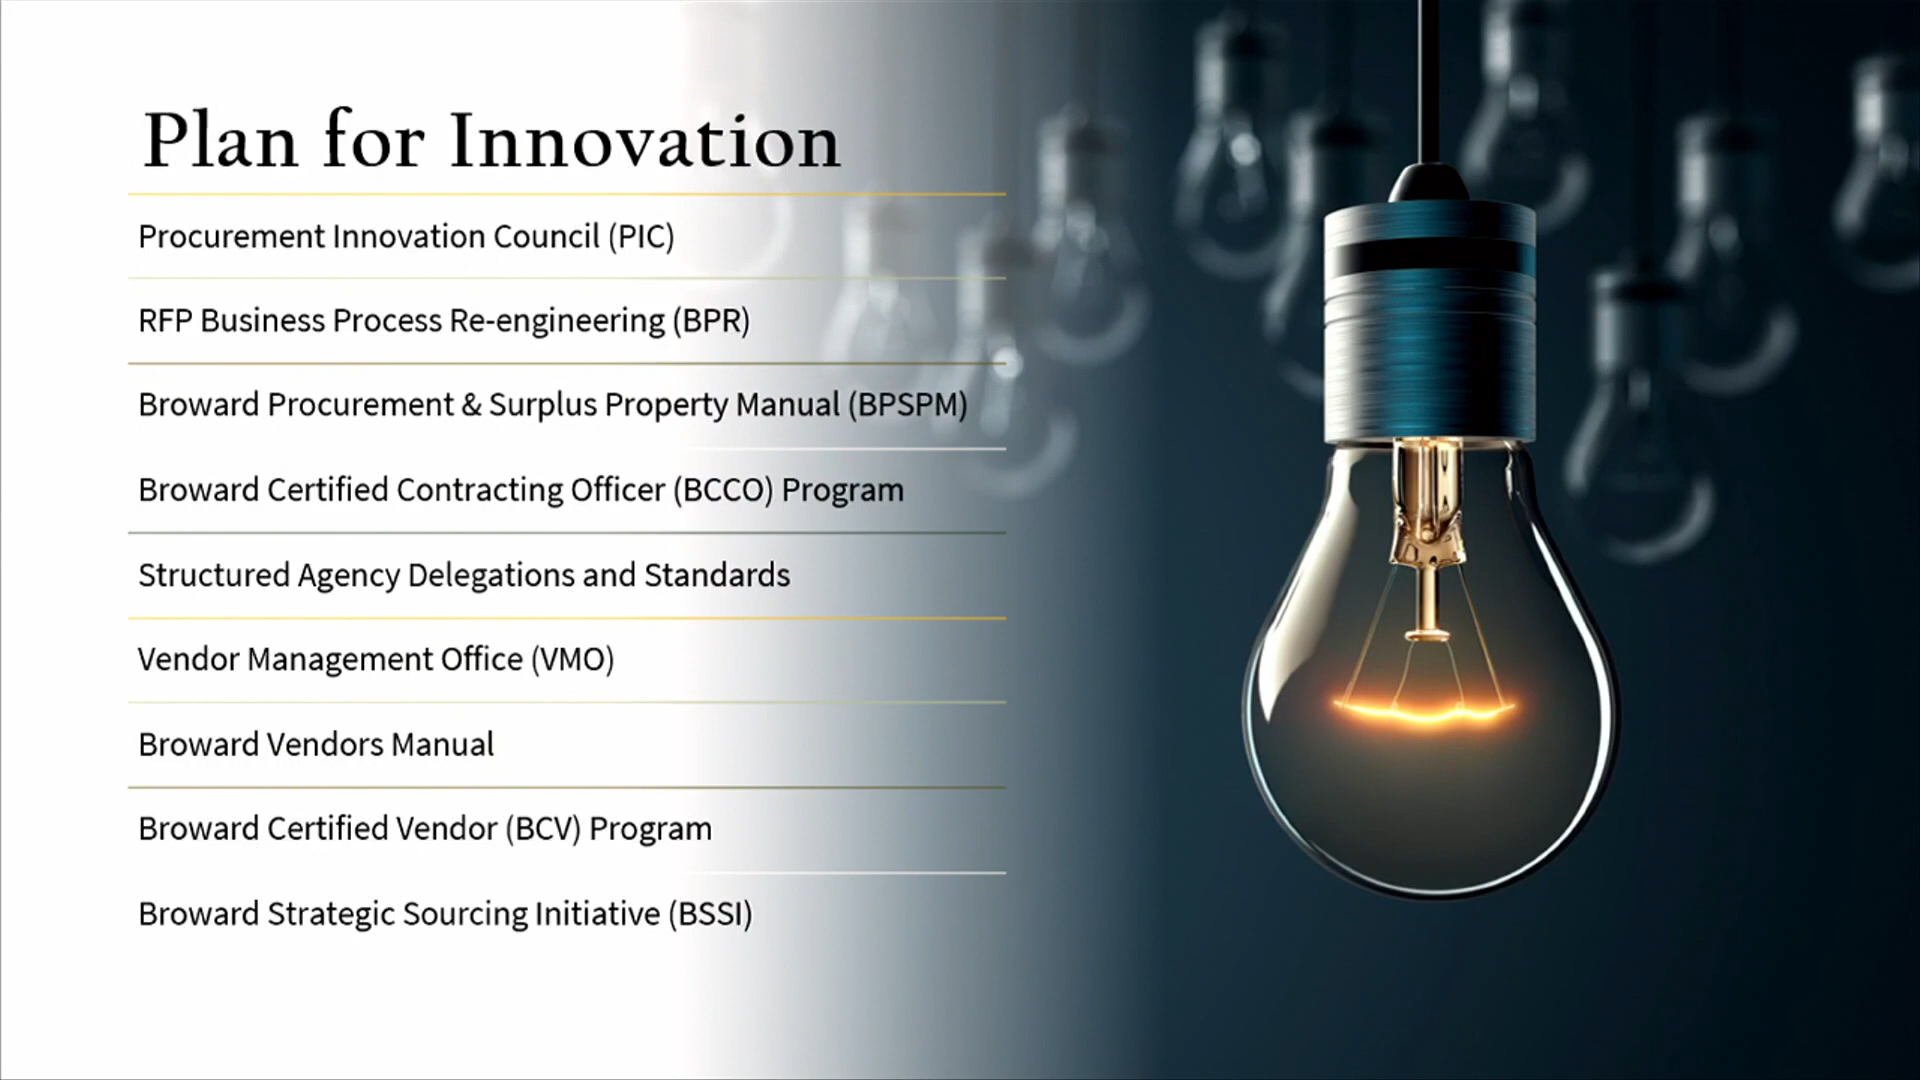 Plan for Innovation
Procurement Innovation Council (PIC)
RFP Business Process Re-engineering (BPR)
Broward Procurement & Surplus Property Manual (BPSPM)
Broward Certified Contracting Officer (BCCO) Program
Structured Agency Delegations and Standards
Vendor Management Office (VMO)
Broward Vendors Manual
Broward Certified Vendor (BCV) Program
Broward Strategic Sourcing Initiative (BSSI)